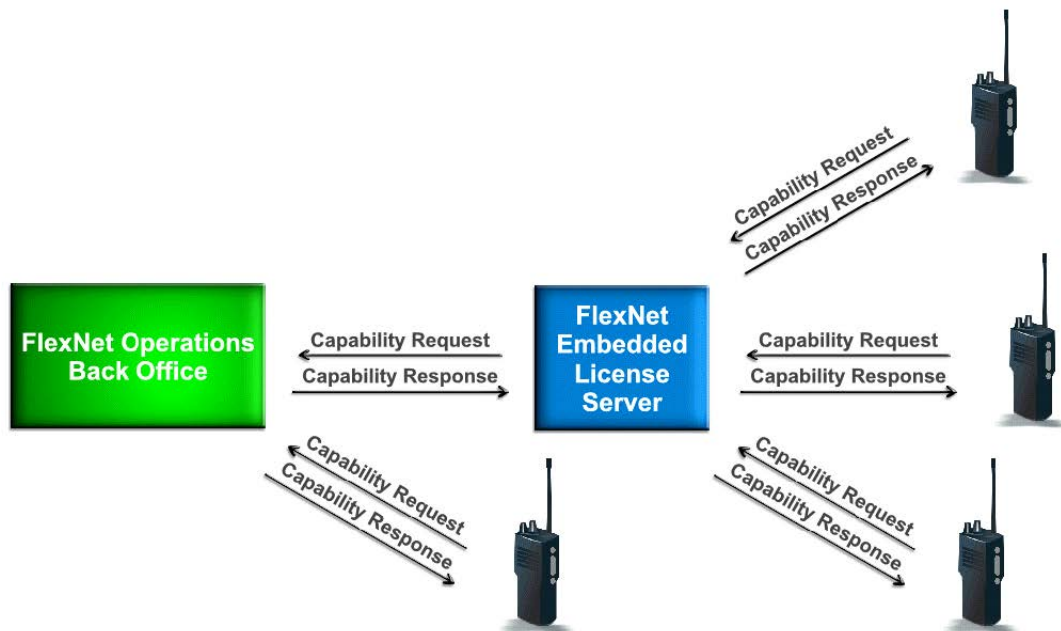 Capability Request
Capability Response
FlexNet Operations
Back Office
Capability Request
Capability Response
FlexNet
Embedded
License
Server
Capability Request
Capability Response
Capability Request
Capability Response
Capability Request
Capability Response